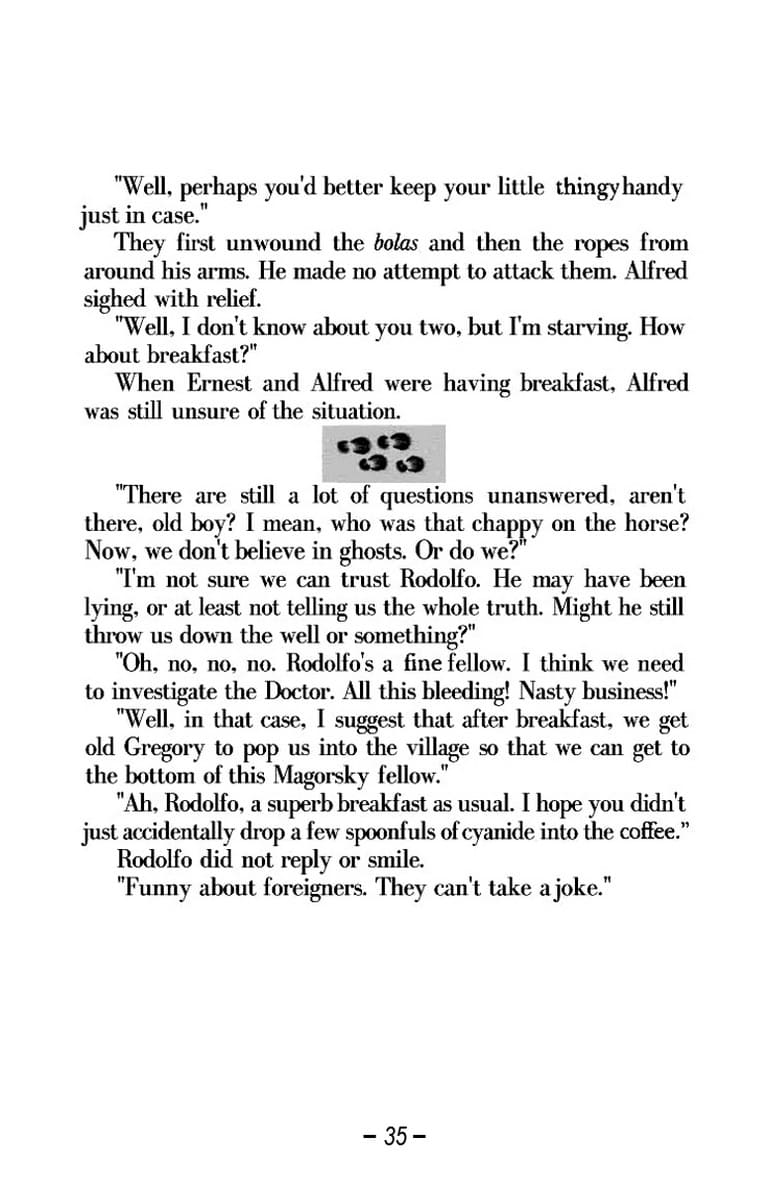 "Well, perhaps you'd better keep your little thingy handy
just in case."
They first unwound the bolas and then the ropes from
around his arms. He made no attempt to attack them. Alfred
sighed with relief.
"Well, I don't know about you two, but I'm starving. How
about breakfast?"
When Ernest and Alfred were having breakfast, Alfred
was still unsure of the situation.
"There are still a lot of questions unanswered, aren't
there, old boy? I mean, who was that chappy on the horse?
Now, we don't believe in ghosts. Or do we?"
"I'm not sure we can trust Rodolfo. He may have been
lying, or at least not telling us the whole truth. Might he still
throw us down the well or something?"
"Oh, no, no, no. Rodolfo's a fine fellow. I think we need
to investigate the Doctor. All this bleeding! Nasty business!"
"Well, in that case, I suggest that after breakfast, we get
old Gregory to pop us into the village so that we can get to
the bottom of this Magorsky fellow."
"Ah, Rodolfo, a superb breakfast as usual. I hope you didn't
just accidentally drop a few spoonfuls of cyanide into the coffee.”
Rodolfo did not reply or smile.
"Funny about foreigners. They can't take a joke."
– 35 –